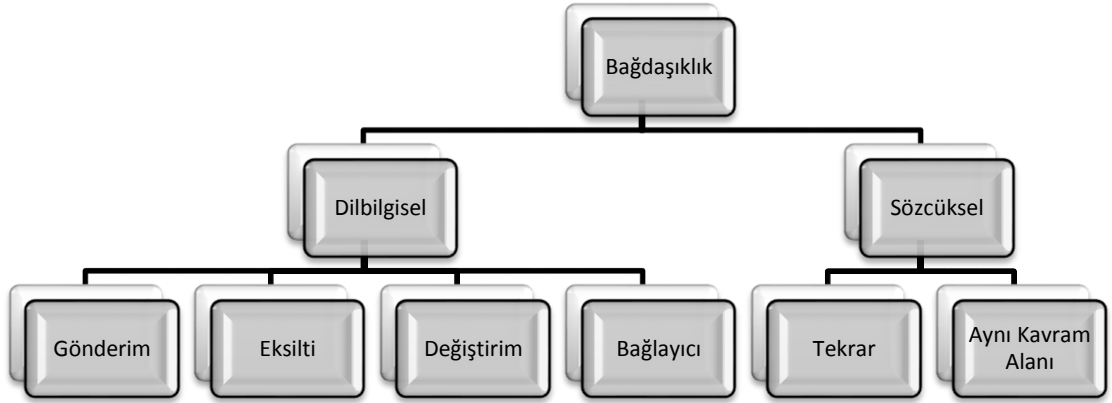 Bağdaşıklık
Dilbilgisel
Sözcüksel
Gönderim
Eksilti
Değiştirim
Bağlayıcı
Tekrar
Aynı Kavram
Alanı